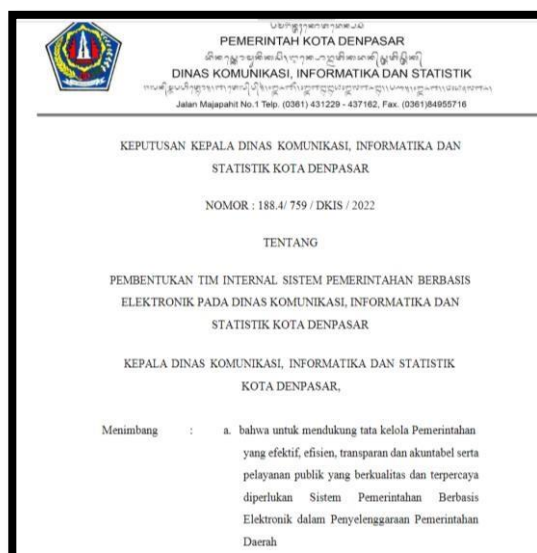 PEMERINTAH KOTA DENPASAR
DINAS KOMUNIKASI, INFORMATIKA DAN STATISTIK
Jalan Majapahit No.1 Telp. (0361) 431229 - 437162, Fax. (0361)84955716
KEPUTUSAN KEPALA DINAS KOMUNIKASI, INFORMATIKA DAN
STATISTIK KOTA DENPASAR
NOMOR : 188.4/ 759 / DKIS / 2022
TENTANG
PEMBENTUKAN TIM INTERNAL SISTEM PEMERINTAHAN BERBASIS
ELEKTRONIK PADA DINAS KOMUNIKASI, INFORMATIKA DAN
STATISTIK KOTA DENPASAR
KEPALA DINAS KOMUNIKASI, INFORMATIKA DAN STATISTIK
KOTA DENPASAR,
Menimbang : a. bahwa untuk mendukung tata kelola Pemerintahan
yang efektif, efisien, transparan dan akuntabel serta
pelayanan publik yang berkualitas dan terpercaya
diperlukan Sistem Pemerintahan Berbasis
Elektronik dalam Penyelenggaraan Pemerintahan
Daerah